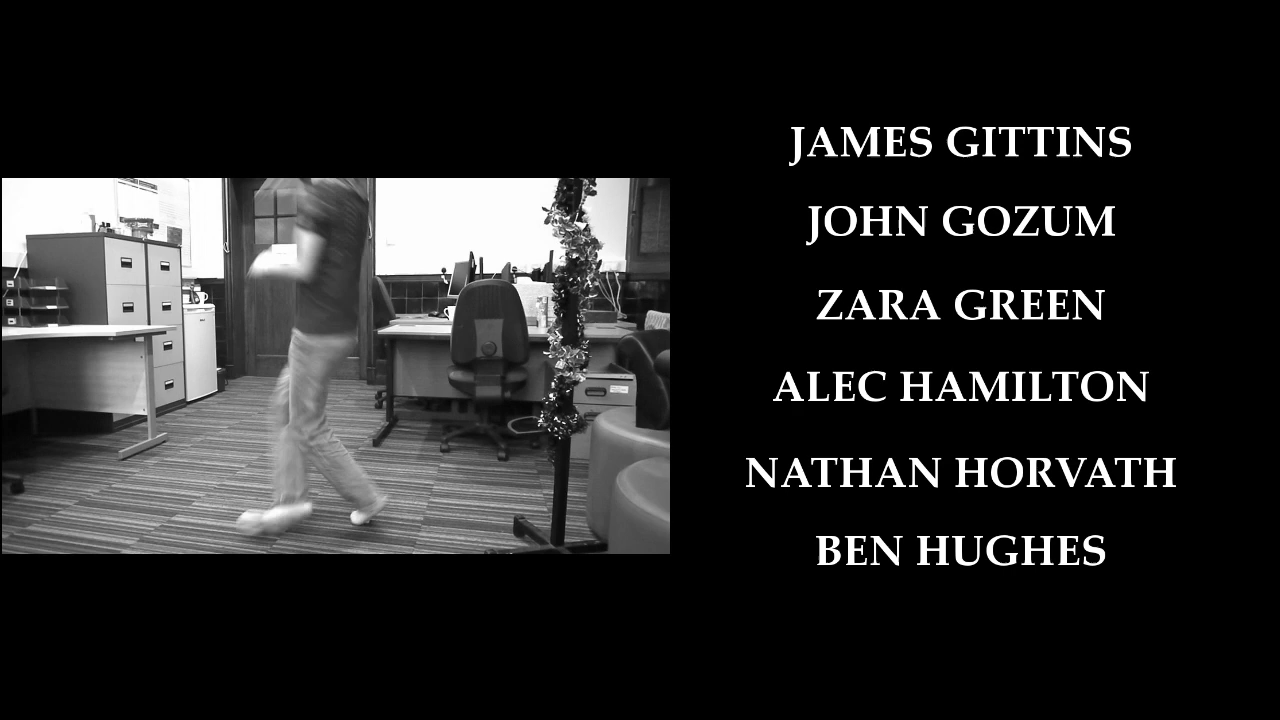 JAMES GITTINS
JOHN GOZUM
ZARA GREEN
ALEC HAMILTON
NATHAN HORVATH
BEN HUGHES